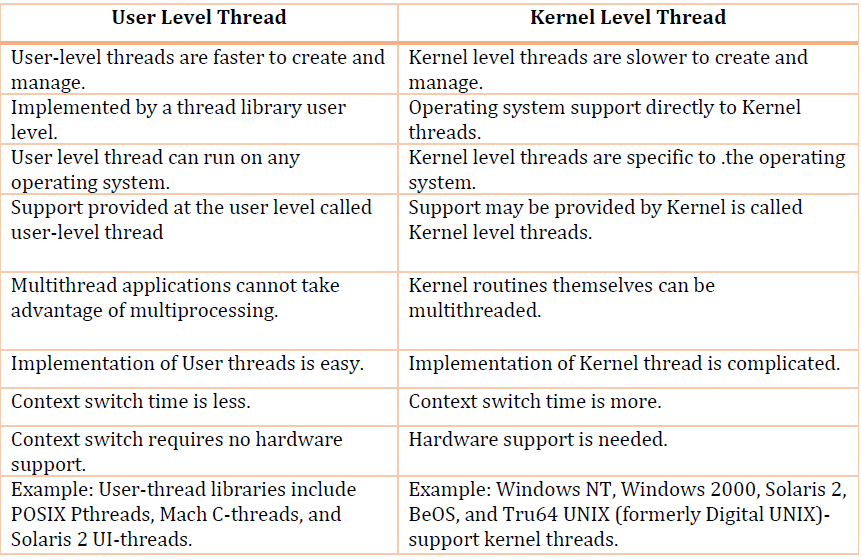 User Level Thread
Kernel Level Thread
User-level threads are faster to create and
manage.
Kernel level threads are slower to create and
manage.
Implemented by a thread library user
level.
Operating system support directly to Kernel
threads.
User level thread can run on any
operating system.
Kernel level threads are specific to .the operating
system.
Support provided at the user level called
user-level thread
Support may be provided by Kernel is called
Kernel level threads.
Multithread applications cannot take
advantage of multiprocessing.
Kernel routines themselves can be
multithreaded.
Implementation of User threads is easy.
Implementation of Kernel thread is complicated.
Context switch time is less.
Context switch time is more.
Context switch requires no hardware
support.
Hardware support is needed.
Example: User-thread libraries include
POSIX Pthreads, Mach C-threads, and
Solaris 2 UI-threads.
Example: Windows NT, Windows 2000, Solaris 2,
BeOS, and Tru64 UNIX (formerly Digital UNIX)-
support kernel threads.